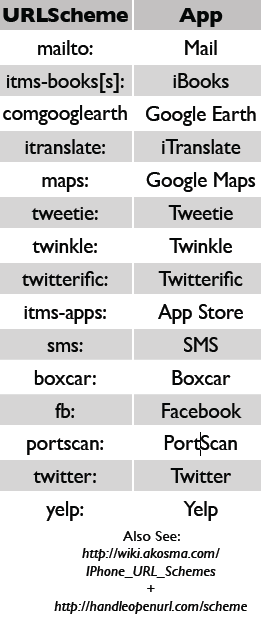 URLScheme App
mailto: Mail
itms-books[s]: iBooks
comgooglearth Google Earth
itranslate: iTranslate
maps: Google Maps
tweetie: Tweetie
twinkle: Twinkle
twitterific: Twitterific
itms-apps: App Store
sms: SMS
boxcar: Boxcar
fb: Facebook
portscan: PortScan
twitter: Twitter
yelp: Yelp
Also See:
http://wiki.akosma.com/
IPhone_URL_Schemes
+
http://handleopenurl.com/scheme